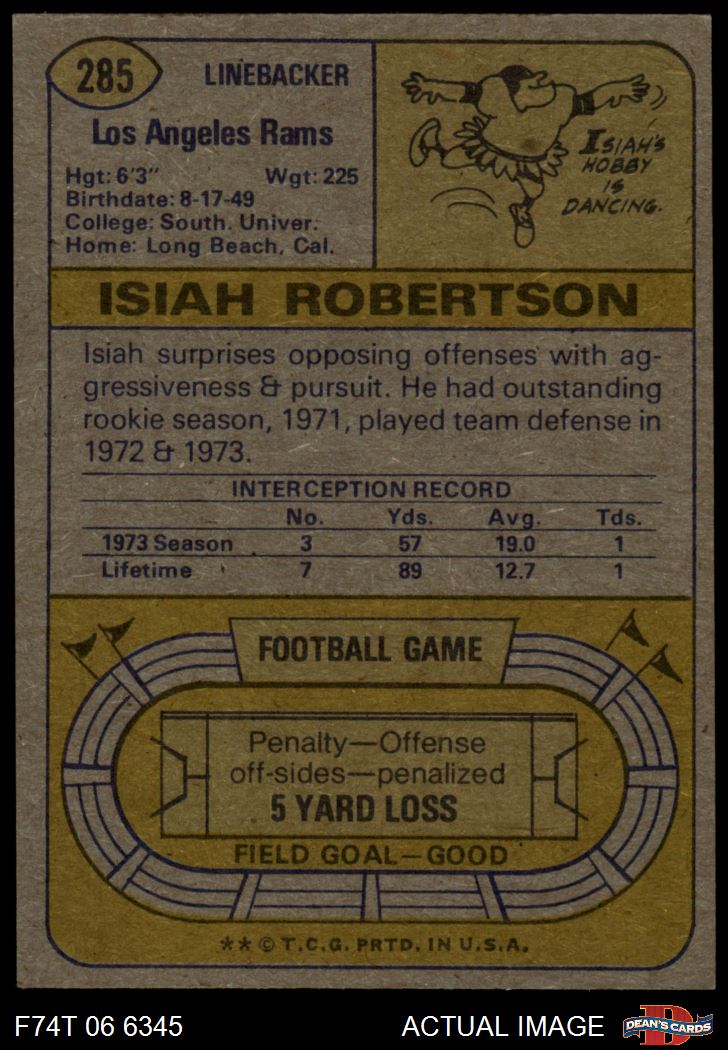 285
LINEBACKER
Los Angeles Rams
Hgt: 6'3" Wgt: 225
Birthdate: 8-17-49
College: South. Univer.
Home: Long Beach, Cal.
ISIAH'S
HOBBY
IS
DANCING.
ISIAH ROBERTSON
Isiah surprises opposing offenses with ag-
gressiveness & pursuit. He had outstanding
rookie season, 1971, played team defense in
1972 & 1973.
INTERCEPTION RECORD
No. Yds. Avg. Tds.
1973 Season 3 57 19.0 1
Lifetime 7 89 12.7 1
FOOTBALL GAME
Penalty—Offense
off-sides—penalized
5 YARD LOSS
FIELD GOAL—GOOD
** © T.C.G. PRTD. IN U.S.A.
F74T 06 6345 ACTUAL IMAGE
D
DEAN'S CARDS